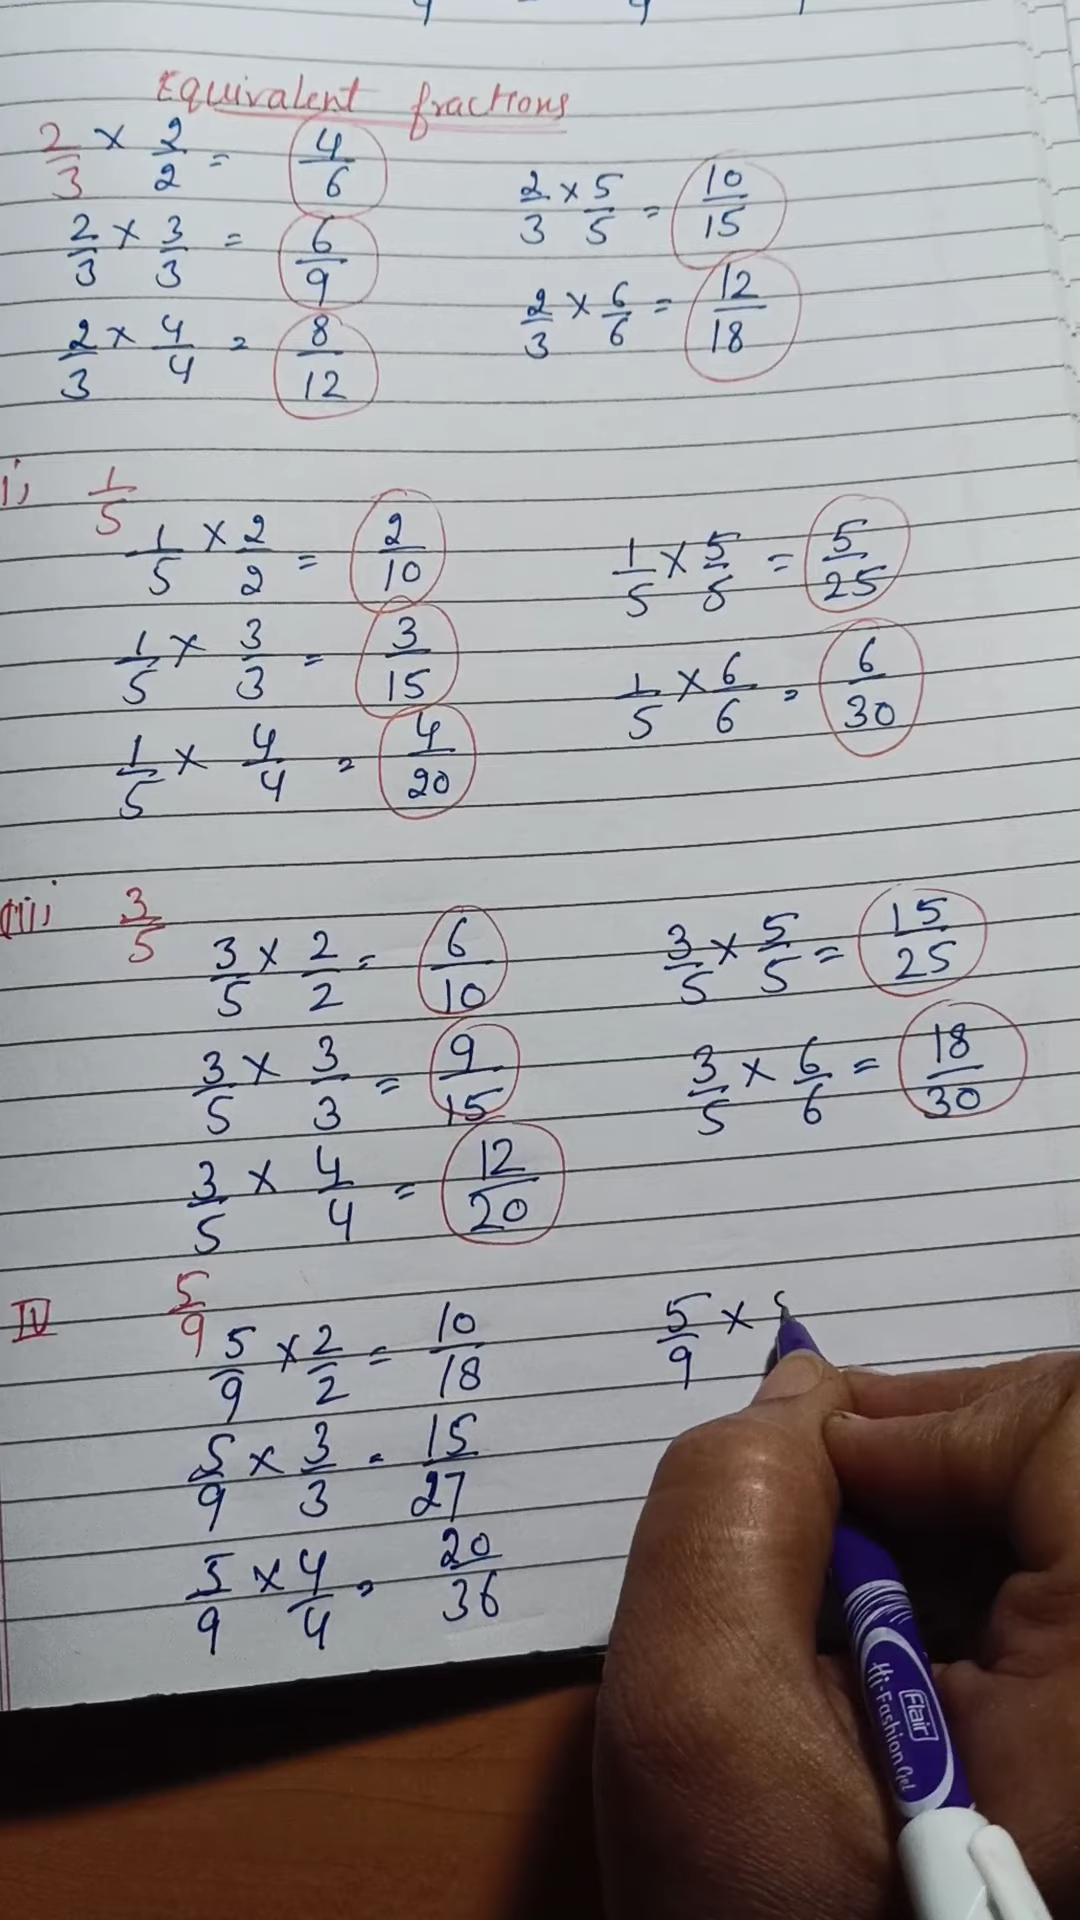 Equivalent fractions
2/3 × 2/2 = 4/6
2/3 × 3/3 = 6/9
2/3 × 4/4 = 8/12
2/3 × 5/5 = 10/15
2/3 × 6/6 = 12/18
1/5
1/5 × 2/2 = 2/10
1/5 × 3/3 = 3/15
1/5 × 4/4 = 4/20
1/5 × 5/5 = 5/25
1/5 × 6/6 = 6/30
iii) 3/5
3/5 × 2/2 = 6/10
3/5 × 3/3 = 9/15
3/5 × 4/4 = 12/20
3/5 × 5/5 = 15/25
3/5 × 6/6 = 18/30
IV 5/9
5/9 × 2/2 = 10/18
5/9 × 3/3 = 15/27
5/9 × 4/4 = 20/36
5/9 ×
Flair
Hi-Fashion Gel